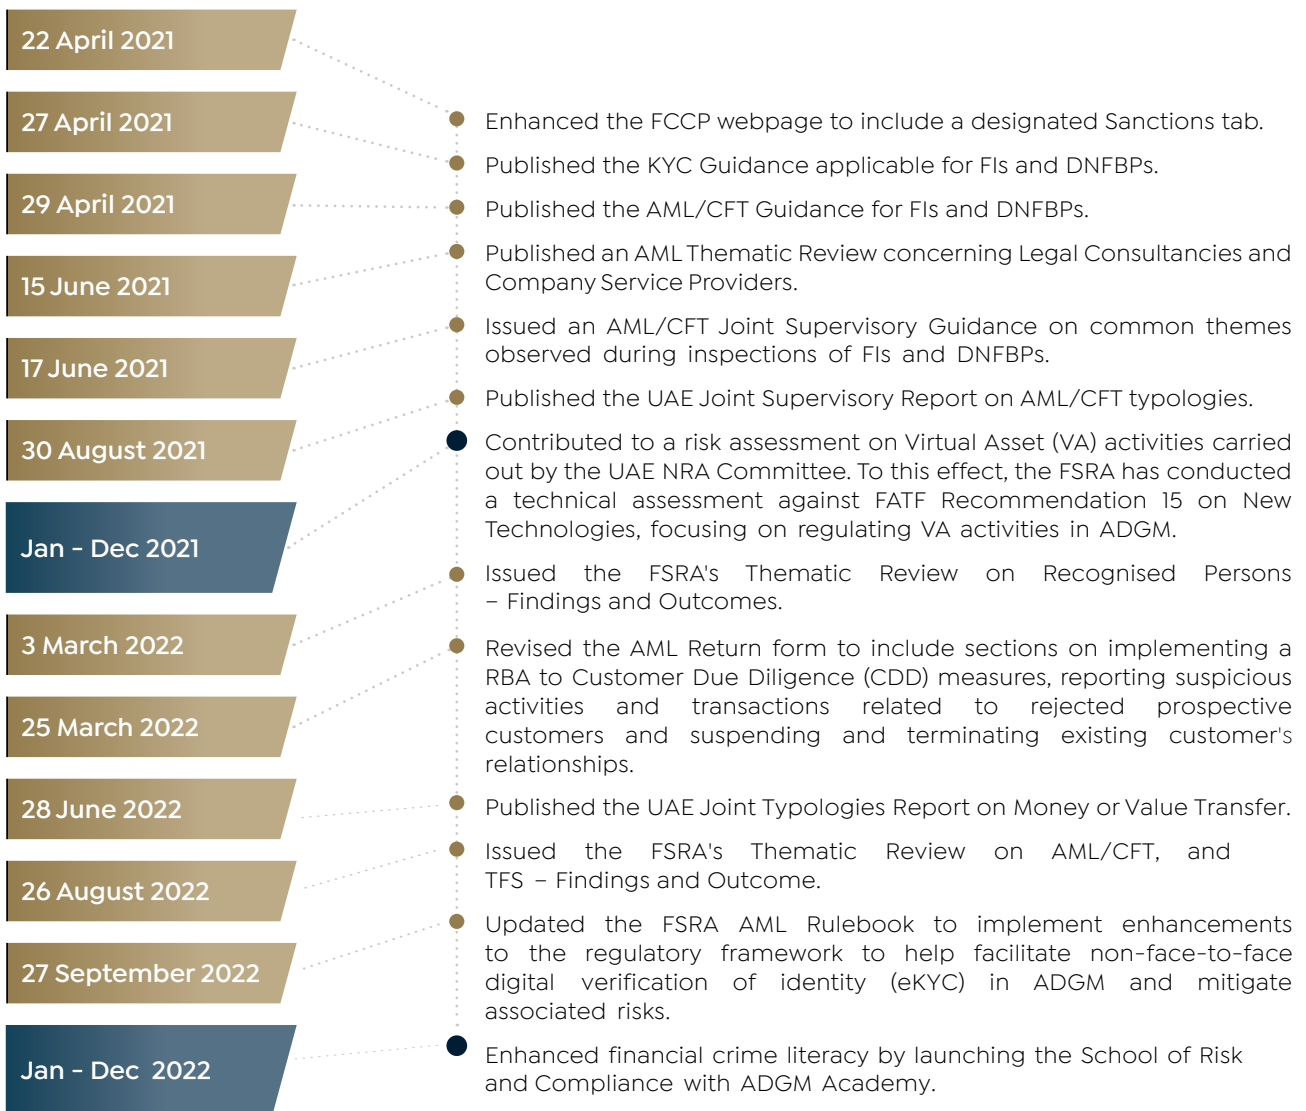 22 April 2021
27 April 2021
29 April 2021
15 June 2021
17 June 2021
30 August 2021
Jan - Dec 2021
3 March 2022
25 March 2022
28 June 2022
26 August 2022
27 September 2022
Jan - Dec 2022
Enhanced the FCCP webpage to include a designated Sanctions tab.
Published the KYC Guidance applicable for FIs and DNFBPs.
Published the AML/CFT Guidance for FIs and DNFBPs.
Published an AML Thematic Review concerning Legal Consultancies and
Company Service Providers.
Issued an AML/CFT Joint Supervisory Guidance on common themes
observed during inspections of FIs and DNFBPs.
Published the UAE Joint Supervisory Report on AML/CFT typologies.
Contributed to a risk assessment on Virtual Asset (VA) activities carried
out by the UAE NRA Committee. To this effect, the FSRA has conducted
a technical assessment against FATF Recommendation 15 on New
Technologies, focusing on regulating VA activities in ADGM.
Issued the FSRA's Thematic Review on Recognised Persons
– Findings and Outcomes.
Revised the AML Return form to include sections on implementing a
RBA to Customer Due Diligence (CDD) measures, reporting suspicious
activities and transactions related to rejected prospective
customers and suspending and terminating existing customer's
relationships.
Published the UAE Joint Typologies Report on Money or Value Transfer.
Issued the FSRA's Thematic Review on AML/CFT, and
TFS – Findings and Outcome.
Updated the FSRA AML Rulebook to implement enhancements
to the regulatory framework to help facilitate non-face-to-face
digital verification of identity (eKYC) in ADGM and mitigate
associated risks.
Enhanced financial crime literacy by launching the School of Risk
and Compliance with ADGM Academy.